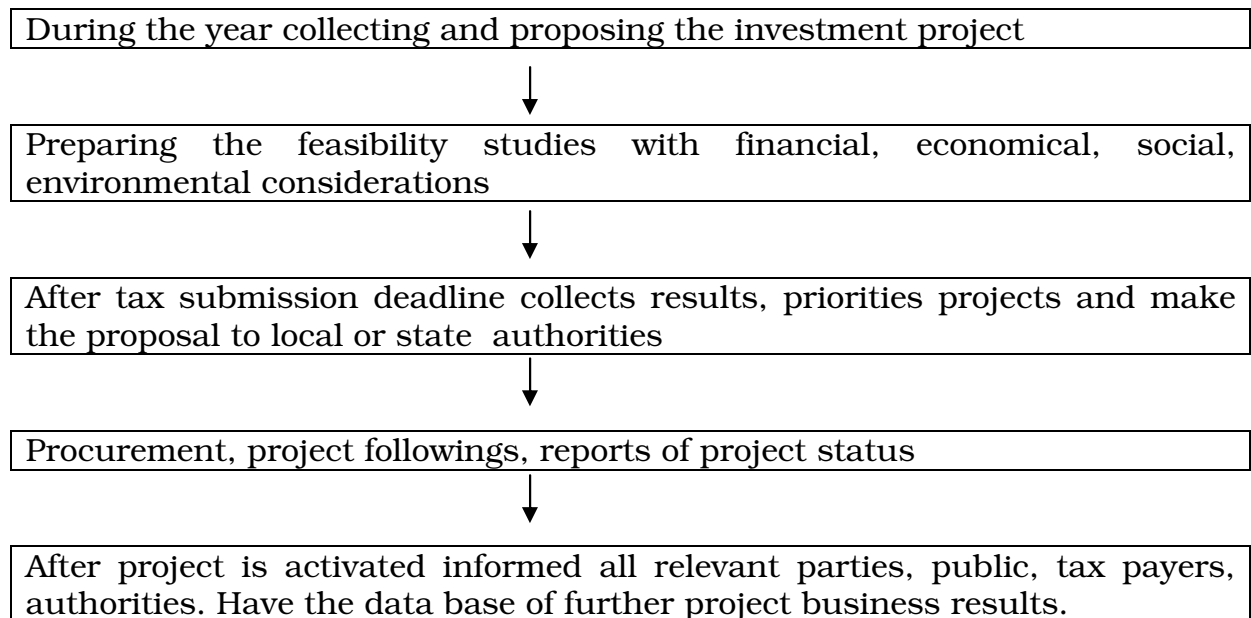 During the year collecting and proposing the investment project
Preparing the feasibility studies with financial, economical, social,
environmental considerations
After tax submission deadline collects results, priorities projects and make
the proposal to local or state authorities
Procurement, project followings, reports of project status
After project is activated informed all relevant parties, public, tax payers,
authorities. Have the data base of further project business results.